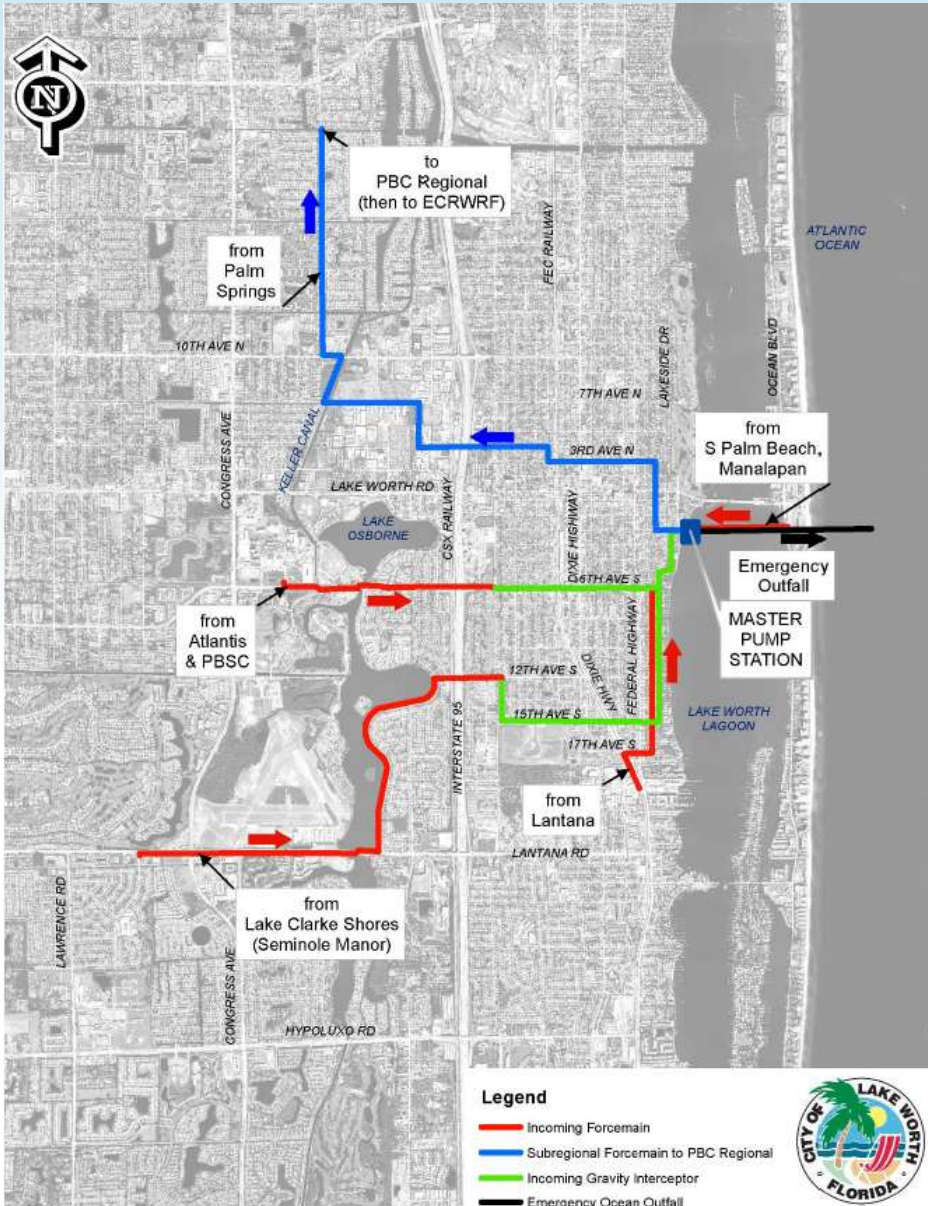 N
to
PBC Regional
(then to ECRWRF)
from
Palm
Springs
FEC RAILWAY
ATLANTIC
OCEAN
10TH AVE N
LAKESIDE DR
OCEAN BLVD
7TH AVE N
CONGRESS AVE
KELLER CANAL
from
S Palm Beach,
Manalapan
3RD AVE N
LAKE WORTH RD
CSX RAILWAY
DIXIE HIGHWAY
LAKE
OSBORNE
6TH AVE S
Emergency
Outfall
from
Atlantis
& PBSC
MASTER
PUMP
STATION
FEDERAL HIGHWAY
12TH AVE S
DIXIE HWY
15TH AVE S
LAKE WORTH
LAGOON
INTERSTATE 95
17TH AVE S
from
Lantana
LANTANA RD
from
Lake Clarke Shores
(Seminole Manor)
LAWRENCE RD
CONGRESS AVE
HYPOLUXO RD
Legend
Incoming Forcemain
Subregional Forcemain to PBC Regional
Incoming Gravity Interceptor
Emergency Ocean Outfall
CITY OF LAKE WORTH
FLORIDA